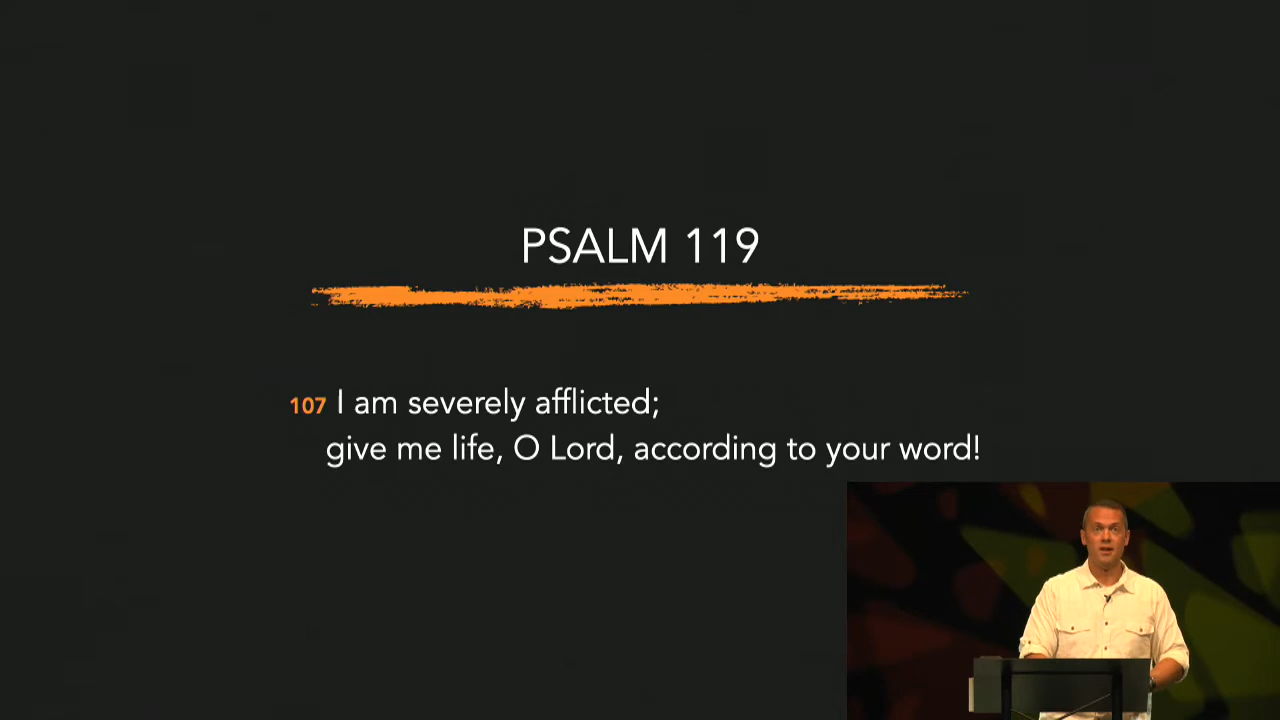 PSALM 119
107 I am severely afflicted;
give me life, O Lord, according to your word!